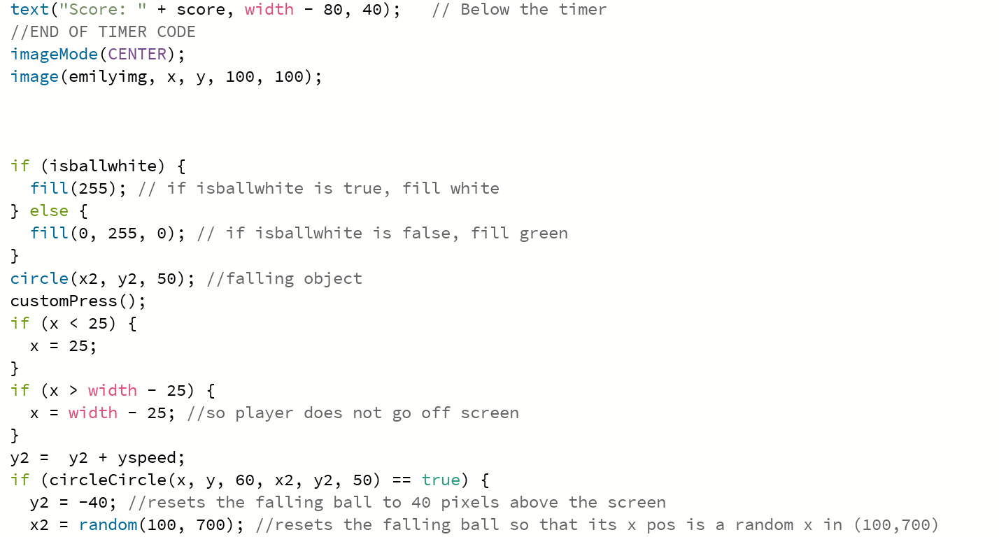 text("Score: " + score, width - 80, 40);   // Below the timer
//END OF TIMER CODE
imageMode(CENTER);
image(emilyimg, x, y, 100, 100);
if (isballwhite) {
  fill(255); // if isballwhite is true, fill white
} else {
  fill(0, 255, 0); // if isballwhite is false, fill green
}
circle(x2, y2, 50); //falling object
customPress();
if (x < 25) {
  x = 25;
}
if (x > width - 25) {
  x = width - 25; //so player does not go off screen
}
y2 =  y2 + yspeed;
if (circleCircle(x, y, 60, x2, y2, 50) == true) {
  y2 = -40; //resets the falling ball to 40 pixels above the screen
  x2 = random(100, 700); //resets the falling ball so that its x pos is a random x in (100,700)